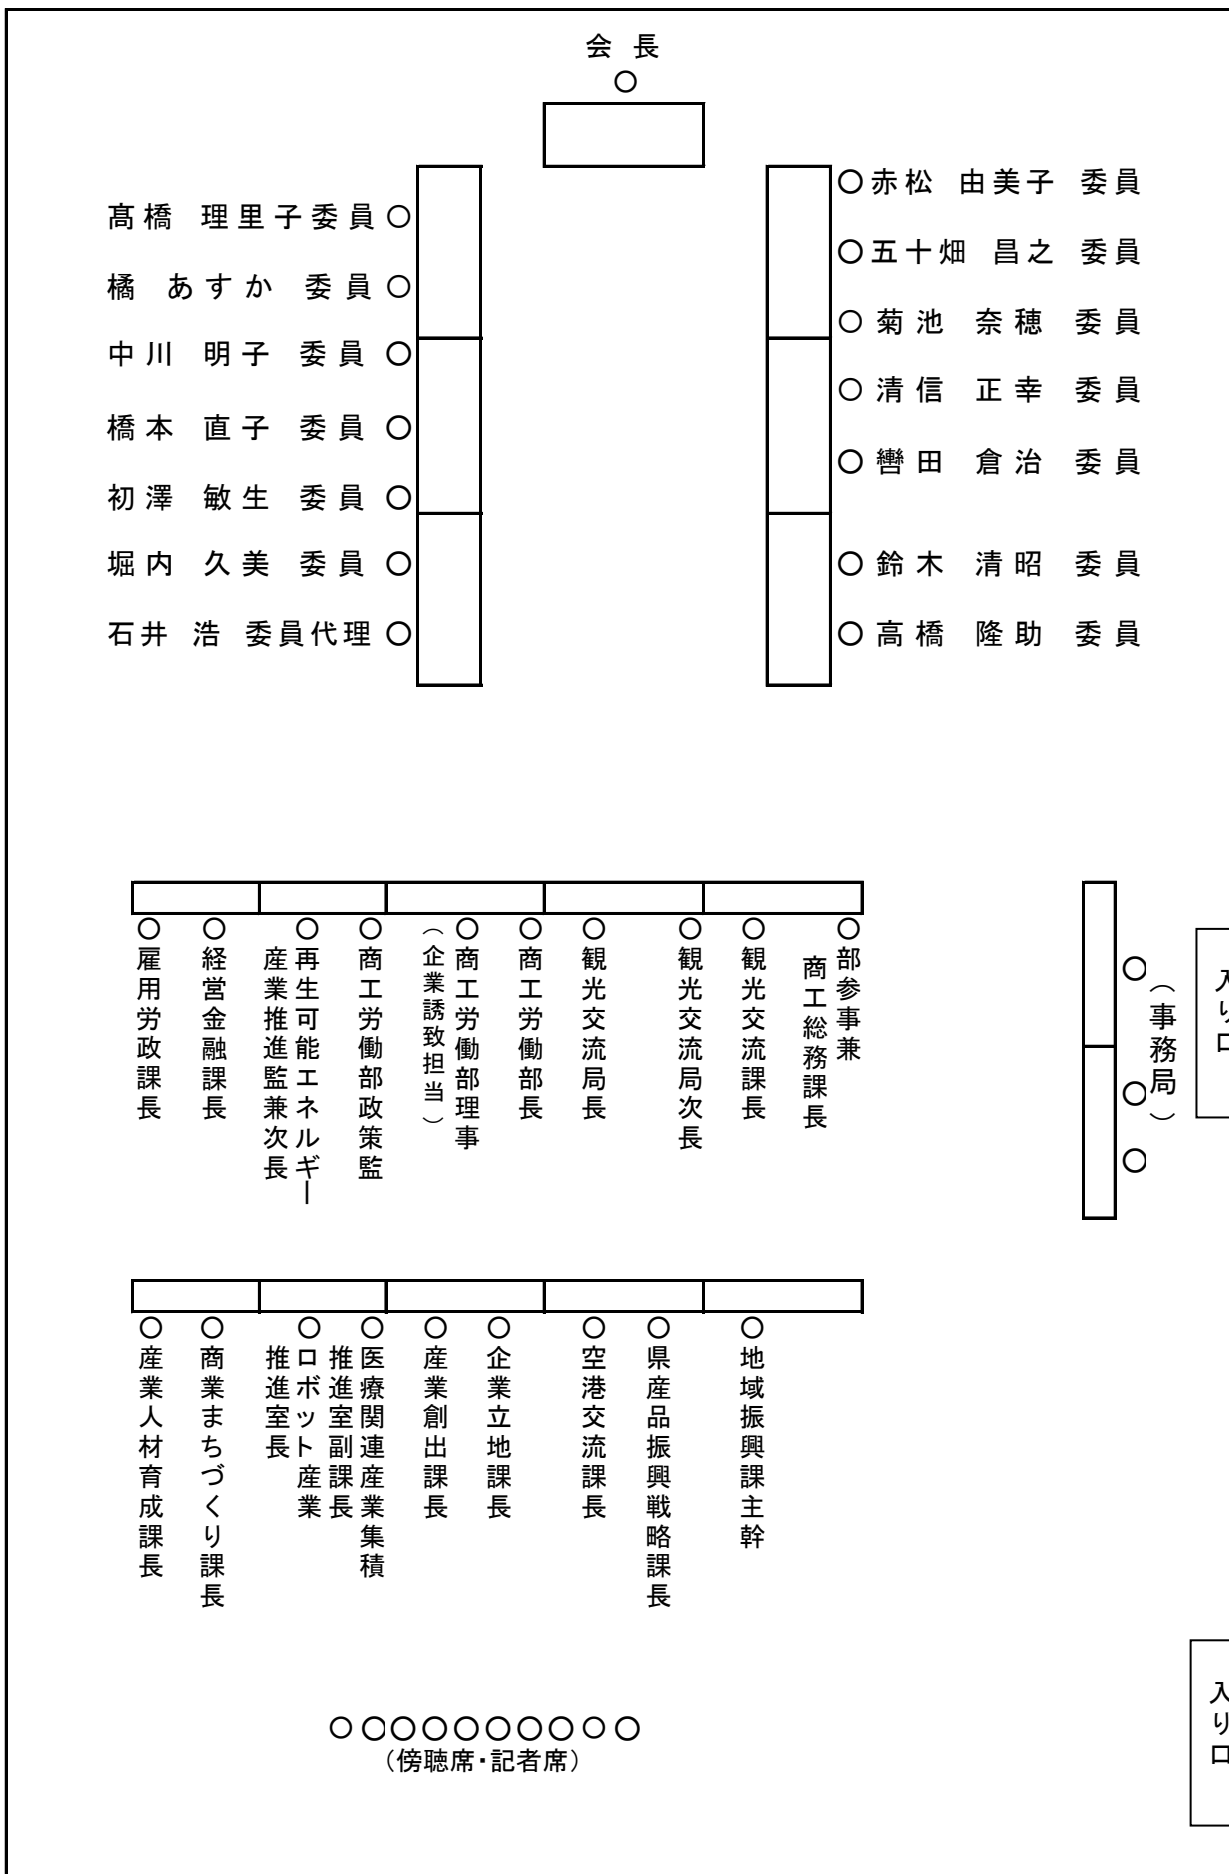 会 長
○
髙橋 理里子委員 ○
橘 あすか 委員 ○
中川 明子 委員 ○
橋本 直子 委員 ○
初澤 敏生 委員 ○
堀内 久美 委員 ○
石井 浩 委員代理 ○
○赤松 由美子 委員
○五十畑 昌之 委員
○菊池 奈穂 委員
○清信 正幸 委員
○轡田 倉治 委員
○鈴木 清昭 委員
○高橋 隆助 委員
○雇用労政課長
○経営金融課長
○再生可能エネルギー
産業推進監兼次長
○商工労働部政策監
○商工労働部理事
（企業誘致担当）
○商工労働部長
○観光交流局長
○観光交流局次長
○観光交流課長
○部参事兼
商工総務課長
○
○
○
（事務局）
入り口
○産業人材育成課長
○商業まちづくり課長
○ロボット産業
推進室長
○医療関連産業集積
推進室副課長
○産業創出課長
○企業立地課長
○空港交流課長
○県産品振興戦略課長
○地域振興課主幹
○○○○○○○○○○
（傍聴席・記者席）
入り口